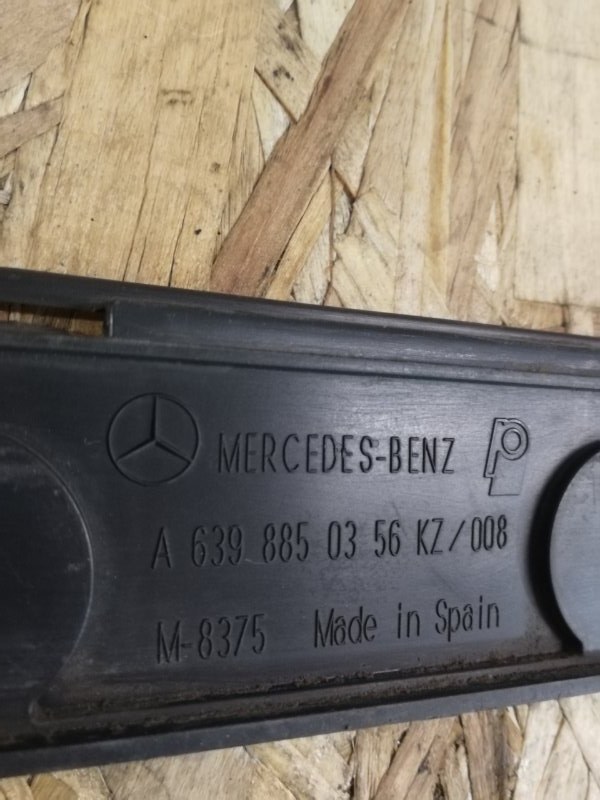 MERCEDES-BENZ
A 639 885 03 56 KZ/008
M-8375 Made in Spain